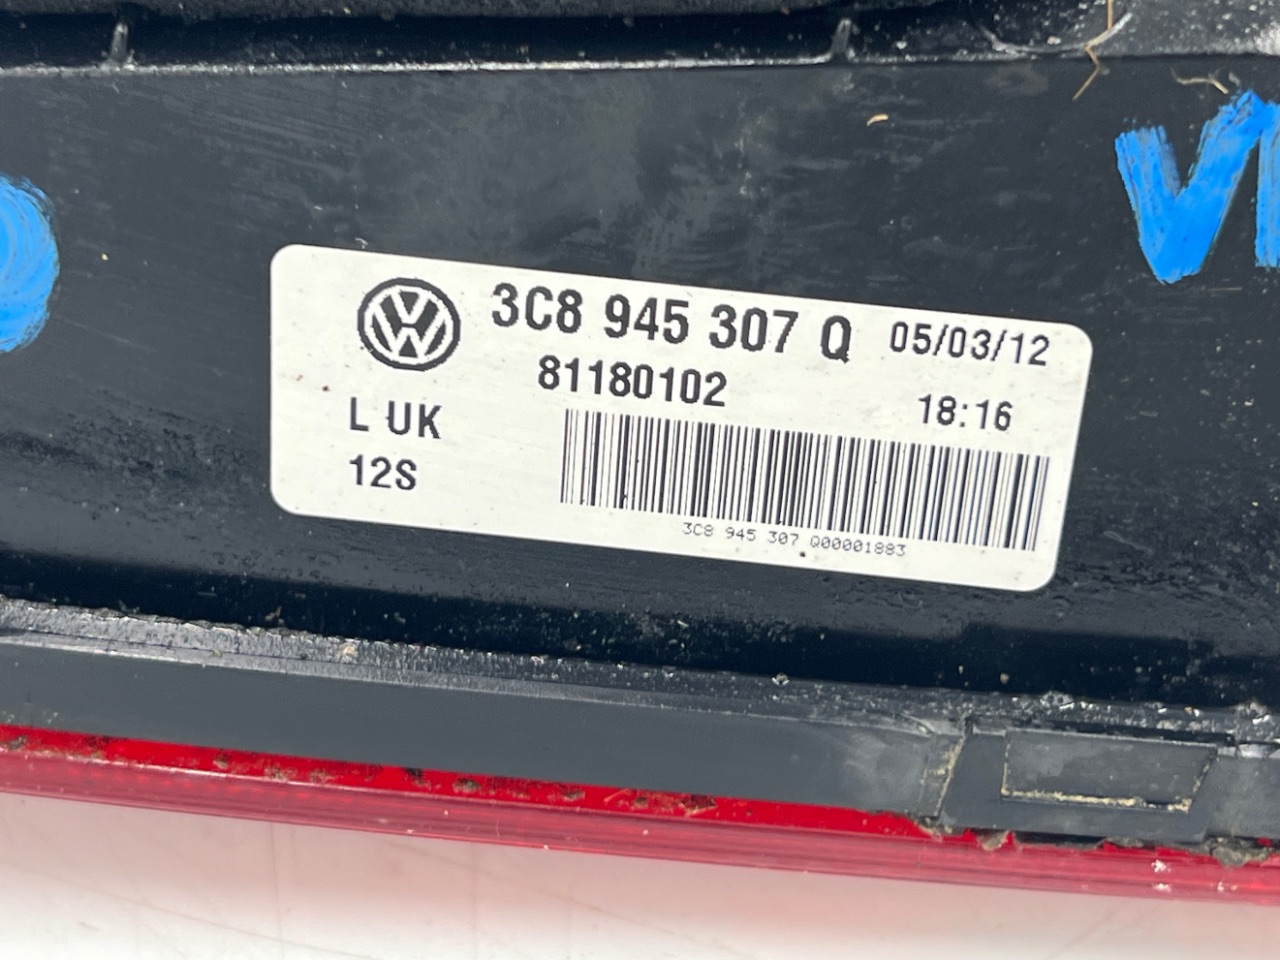 3C8 945 307 Q 05/03/12
81180102 18:16
L UK
12S
3C8 945 307 Q00001883